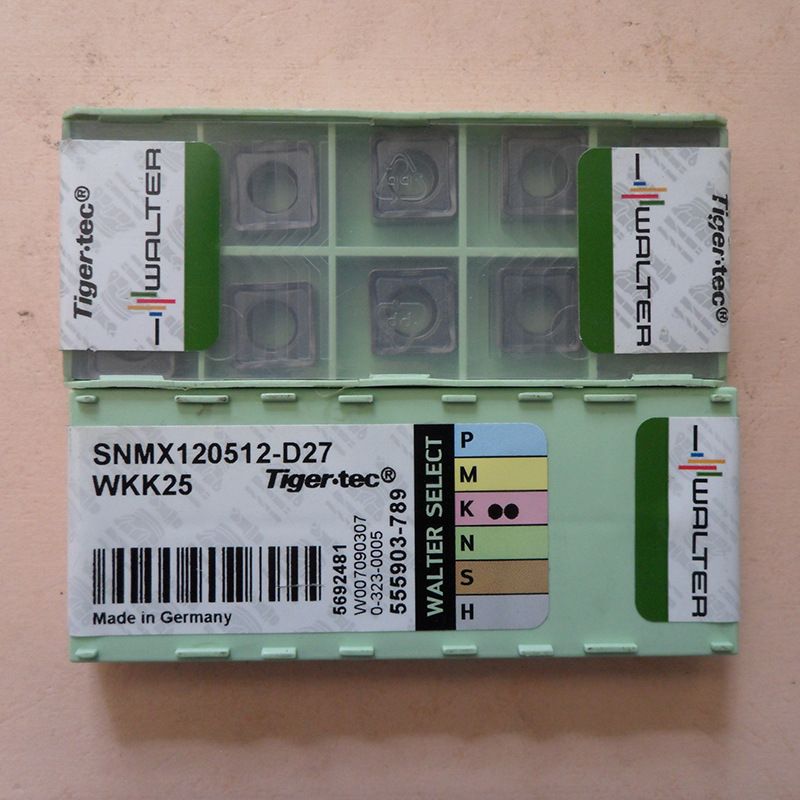 Tiger·tec®
WALTER
WALTER
Tiger·tec®
SNMX120512-D27
WKK25
Tiger·tec®
Made in Germany
5692481
W007090307
0-323-0005
555903-789
WALTER SELECT
P
M
K
N
S
H
WALTER